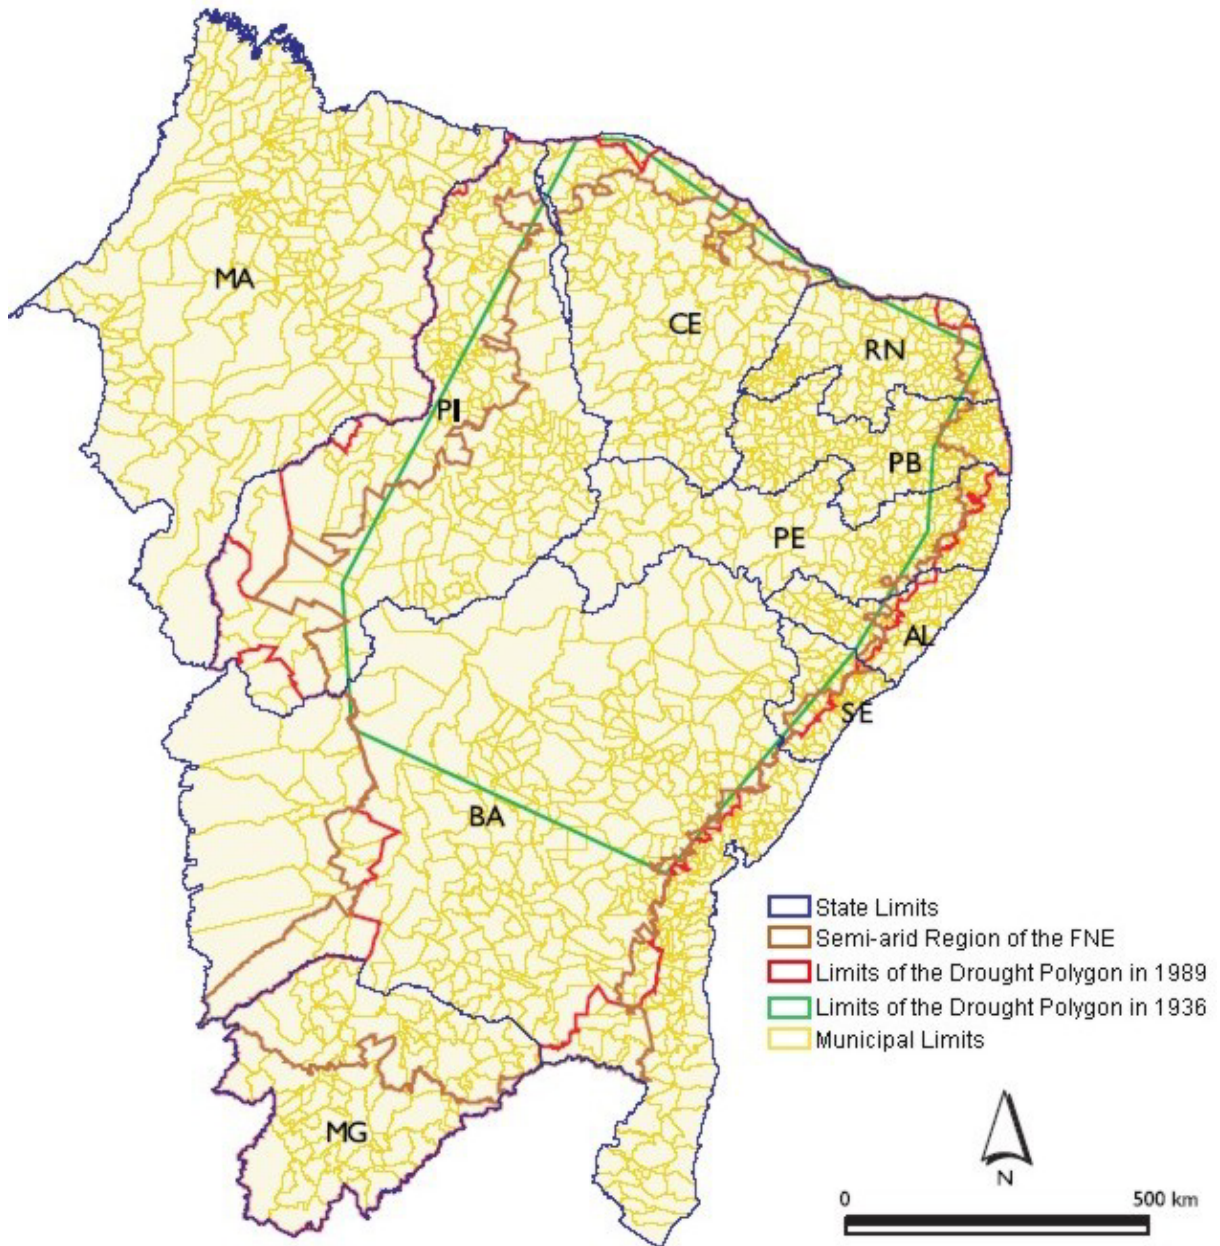 MA
CE
RN
PI
PB
PE
AL
SE
BA
MG
State Limits
Semi-arid Region of the FNE
Limits of the Drought Polygon in 1989
Limits of the Drought Polygon in 1936
Municipal Limits
N
0 500 km